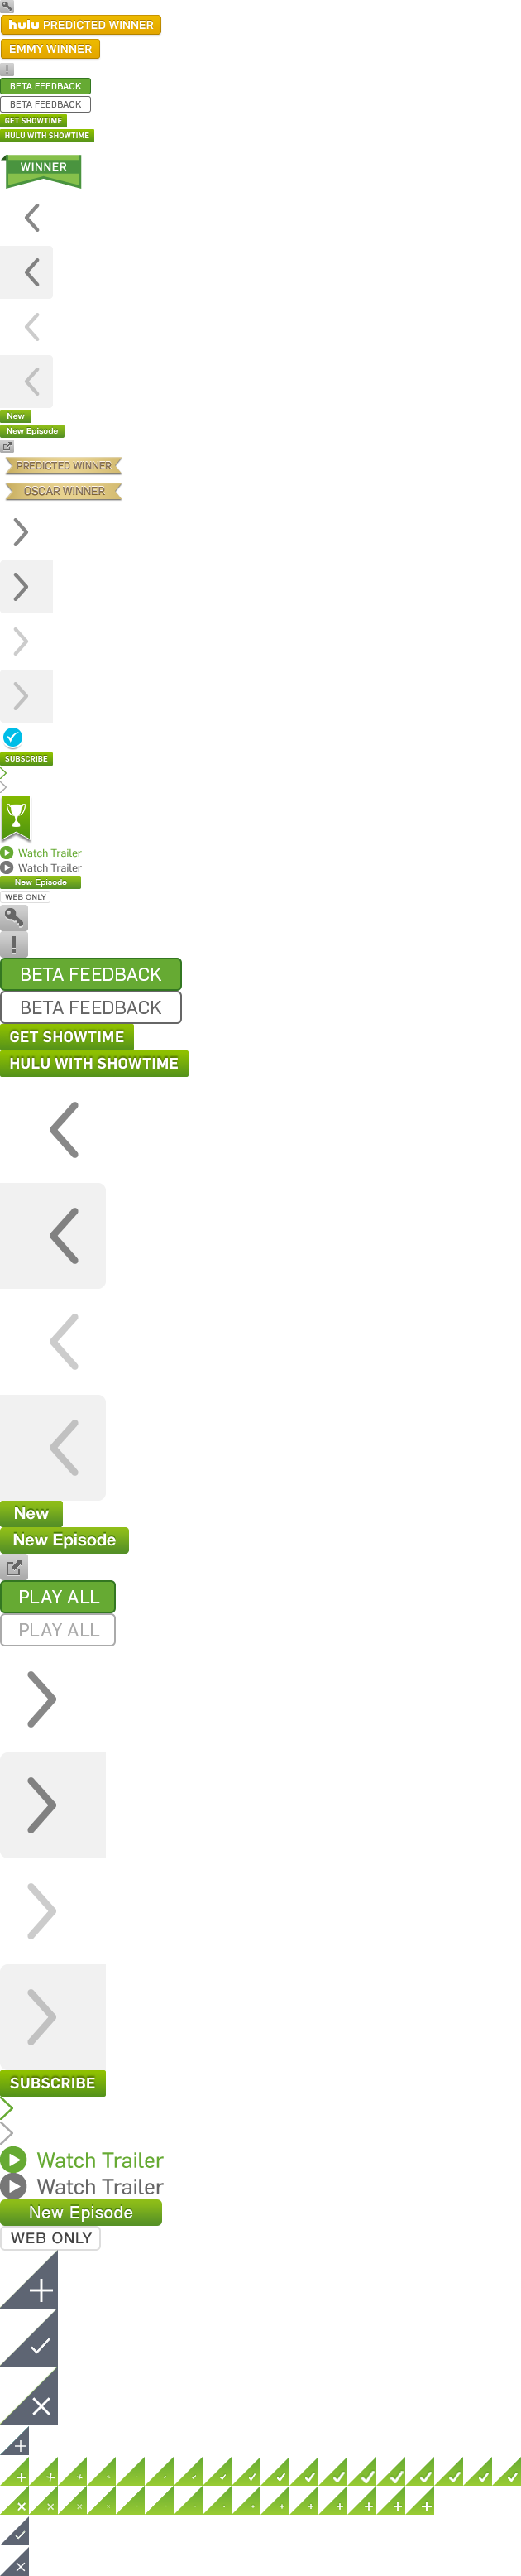 hulu PREDICTED WINNER
EMMY WINNER
!
BETA FEEDBACK
BETA FEEDBACK
GET SHOWTIME
HULU WITH SHOWTIME
WINNER
New
New Episode
PREDICTED WINNER
OSCAR WINNER
SUBSCRIBE
Watch Trailer
Watch Trailer
New Episode
WEB ONLY
!
BETA FEEDBACK
BETA FEEDBACK
GET SHOWTIME
HULU WITH SHOWTIME
New
New Episode
PLAY ALL
PLAY ALL
SUBSCRIBE
Watch Trailer
Watch Trailer
New Episode
WEB ONLY